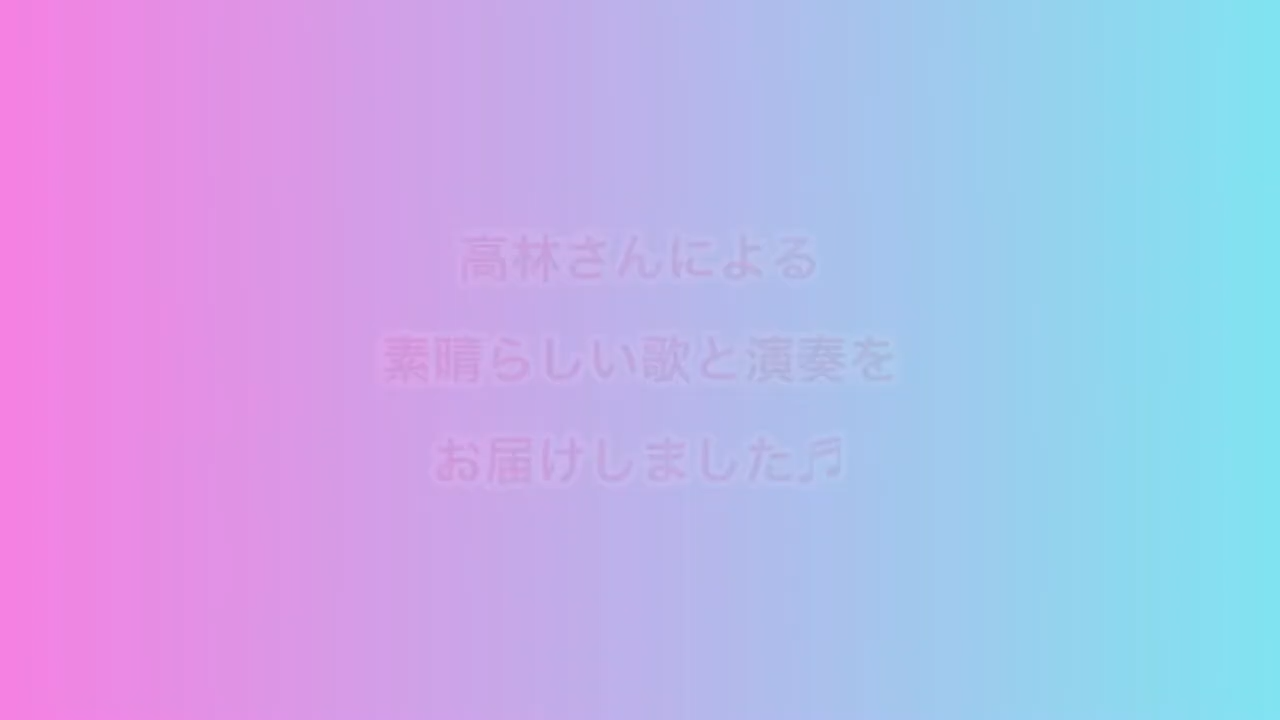 高林さんによる
素晴らしい歌と演奏を
お届けしました♬